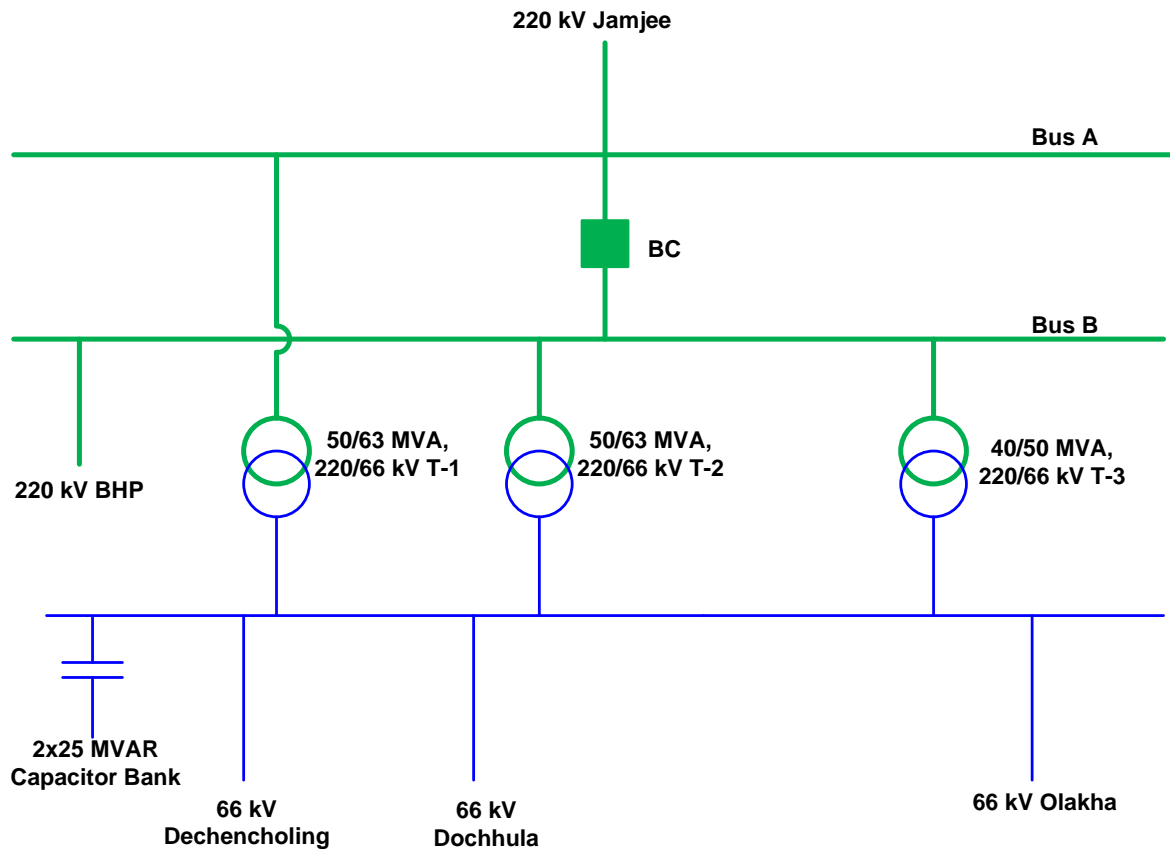 220 kV Jamjee
Bus A
BC
Bus B
50/63 MVA,
220/66 kV T-1
50/63 MVA,
220/66 kV T-2
40/50 MVA,
220/66 kV T-3
220 kV BHP
2x25 MVAR
Capacitor Bank
66 kV
Dechencholing
66 kV
Dochhula
66 kV Olakha